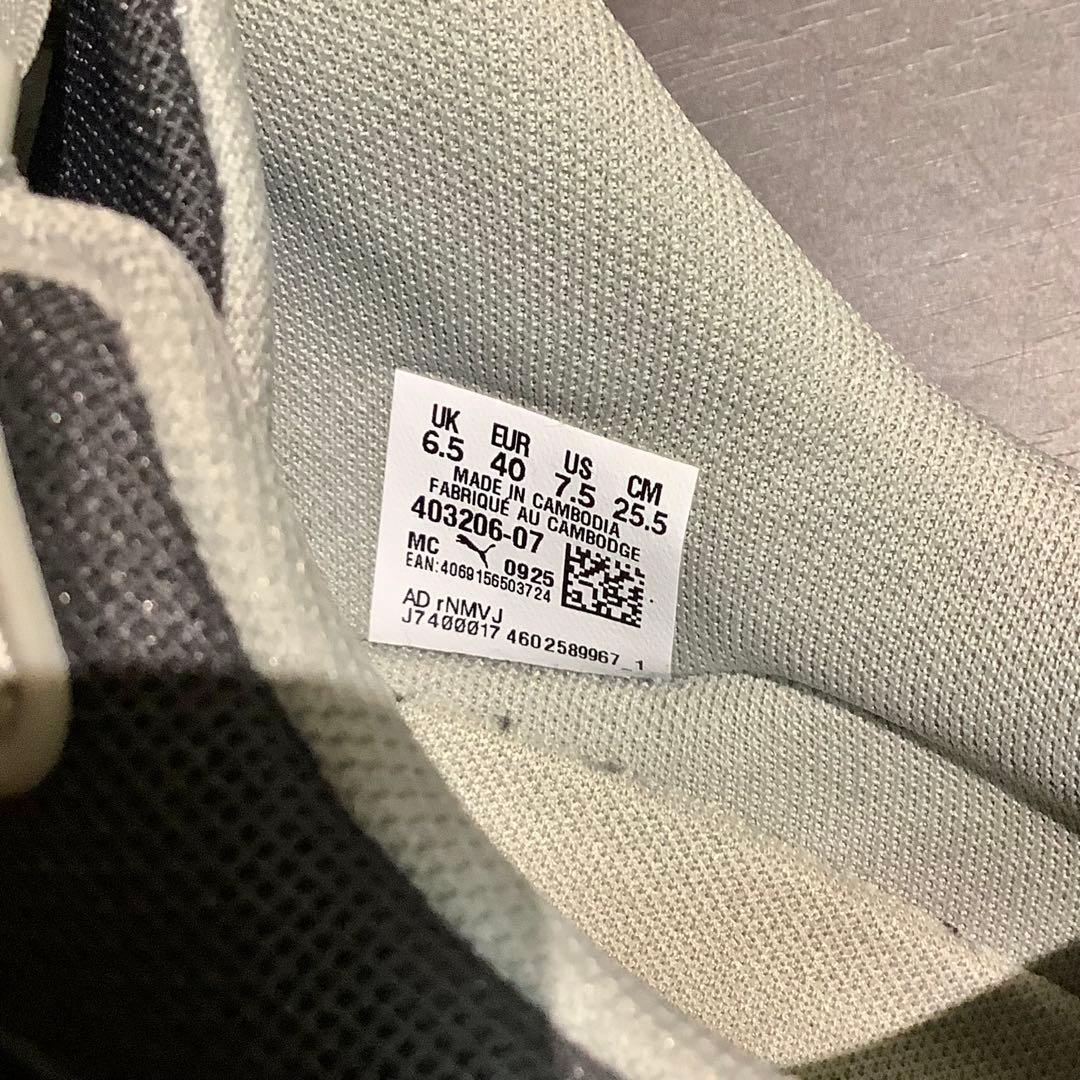 UK EUR US CM
6.5 40 7.5 25.5
MADE IN CAMBODIA
FABRIQUÉ AU CAMBODGE
403206-07
MC 0925
EAN:4069156503724
AD rNMVJ
J7400017 4602589967_1